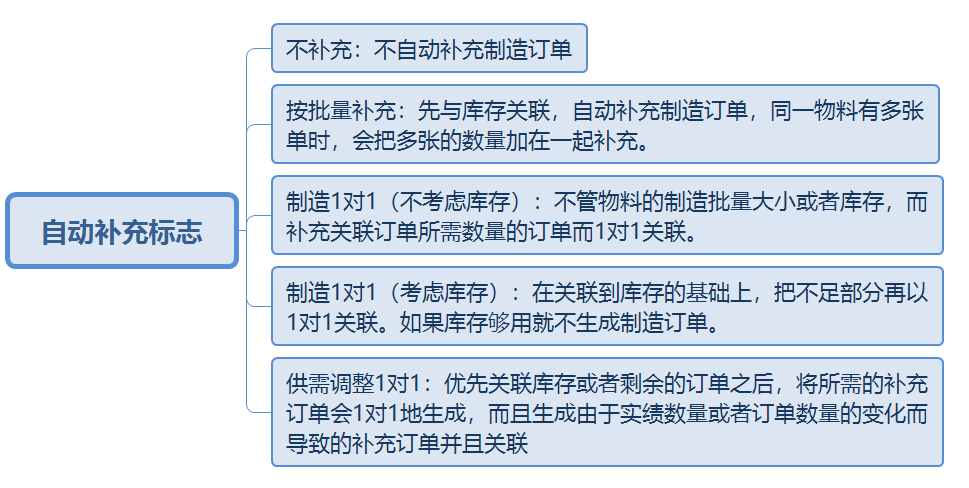 自动补充标志
不补充：不自动补充制造订单
按批量补充：先与库存关联，自动补充制造订单，同一物料有多张
单时，会把多张的数量加在一起补充。
制造1对1（不考虑库存）：不管物料的制造批量大小或者库存，而
补充关联订单所需数量的订单而1对1关联。
制造1对1（考虑库存）：在关联到库存的基础上，把不足部分再以
1对1关联。如果库存够用就不生成制造订单。
供需调整1对1：优先关联库存或者剩余的订单之后，将所需的补充
订单会1对1地生成，而且生成由于实绩数量或者订单数量的变化而
导致的补充订单并且关联